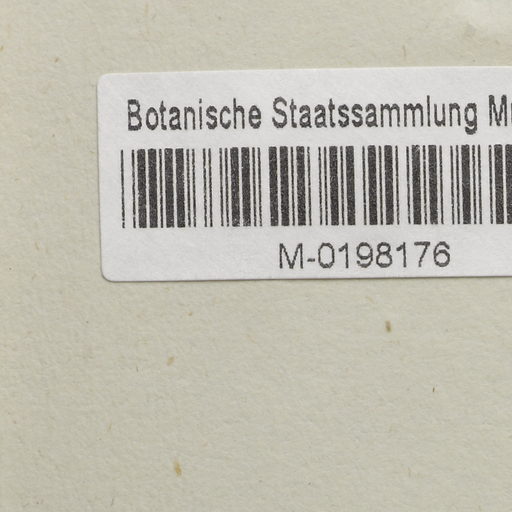 Botanische Staatssammlung
M-0198176